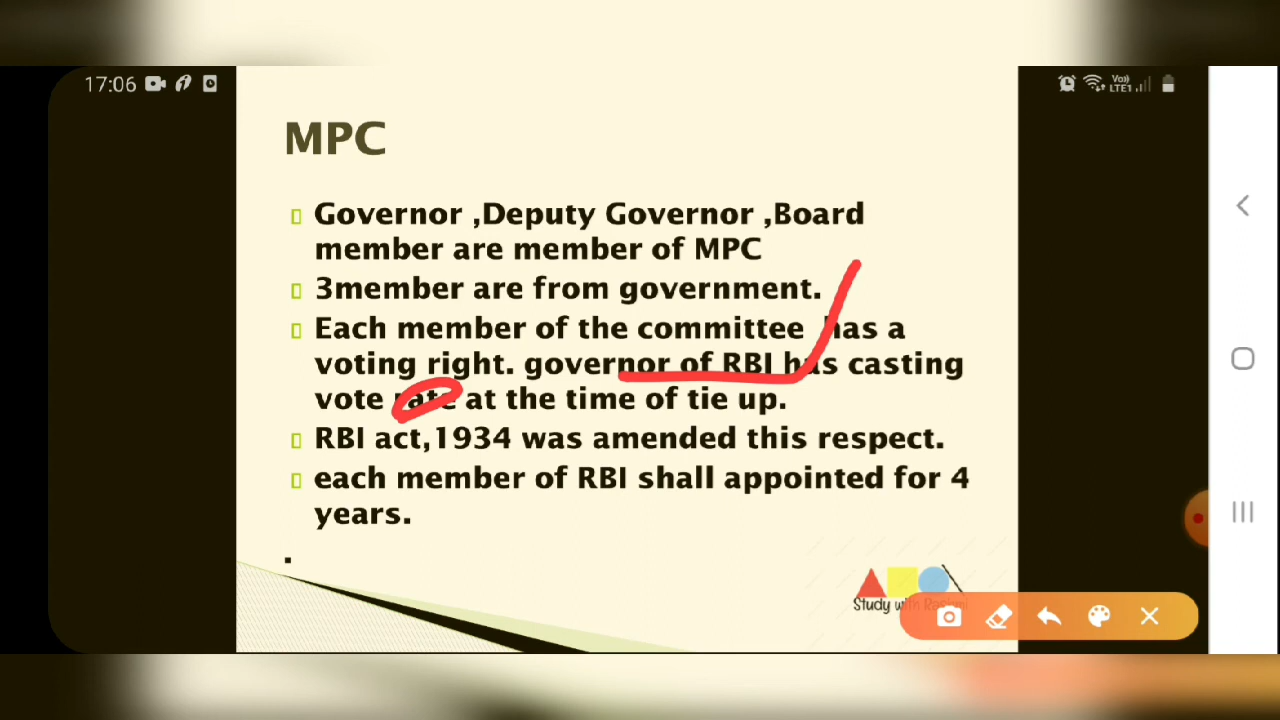 17:06
Vo))
LTE1
MPC
Governor ,Deputy Governor ,Board
member are member of MPC
3member are from government.
Each member of the committee has a
voting right. governor of RBI has casting
vote rate at the time of tie up.
RBI act,1934 was amended this respect.
each member of RBI shall appointed for 4
years.
.
Study with